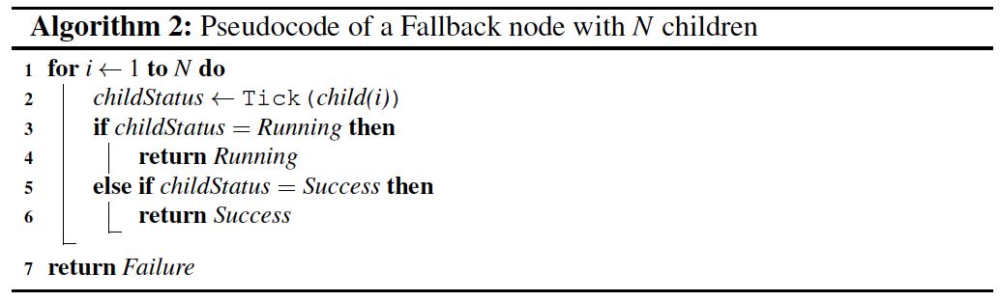 Algorithm 2: Pseudocode of a Fallback node with N children
1 for i ← 1 to N do
2 childStatus ← Tick(child(i))
3 if childStatus = Running then
4 return Running
5 else if childStatus = Success then
6 return Success
7 return Failure